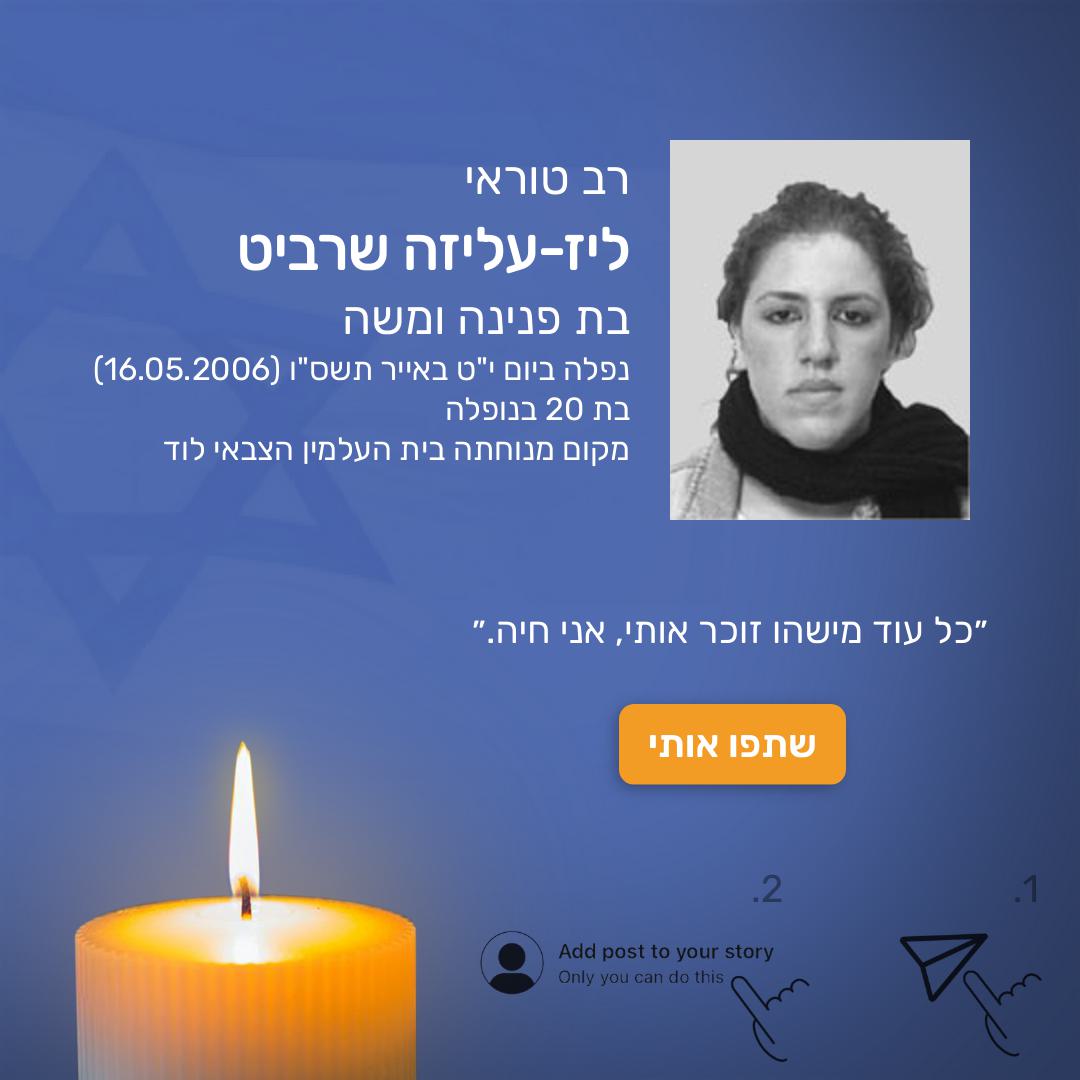 רב טוראי
ליז-עליזה שרביט
בת פנינה ומשה
נפלה ביום י"ט באייר תשס"ו (16.05.2006)
בת 20 בנופלה
מקום מנוחתה בית העלמין הצבאי לוד
״כל עוד מישהו זוכר אותי, אני חיה.״
שתפו אותי
1.
2.
Add post to your story
Only you can do this